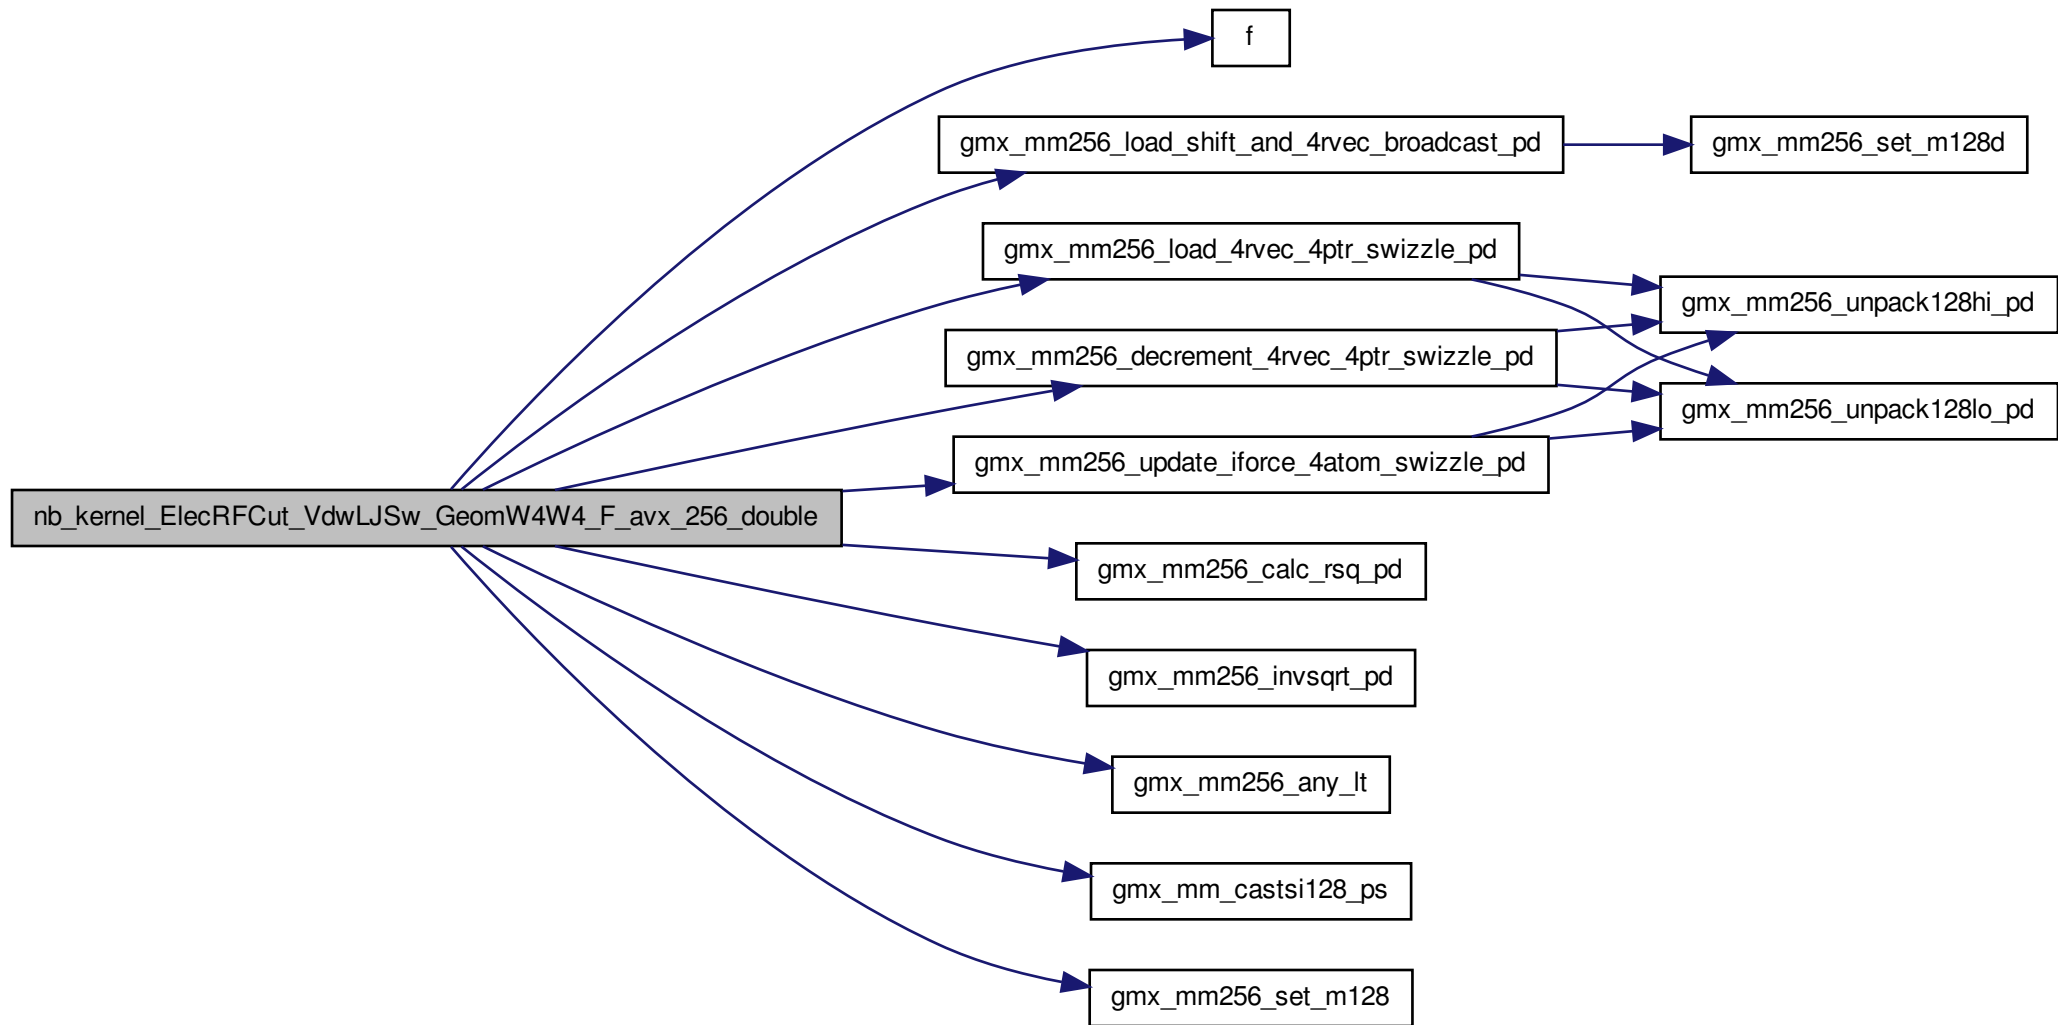 f
gmx_mm256_load_shift_and_4rvec_broadcast_pd
gmx_mm256_set_m128d
gmx_mm256_load_4rvec_4ptr_swizzle_pd
gmx_mm256_unpack128hi_pd
gmx_mm256_decrement_4rvec_4ptr_swizzle_pd
gmx_mm256_unpack128lo_pd
gmx_mm256_update_iforce_4atom_swizzle_pd
nb_kernel_ElecRFCut_VdwLJSw_GeomW4W4_F_avx_256_double
gmx_mm256_calc_rsq_pd
gmx_mm256_invsqrt_pd
gmx_mm256_any_lt
gmx_mm_castsi128_ps
gmx_mm256_set_m128